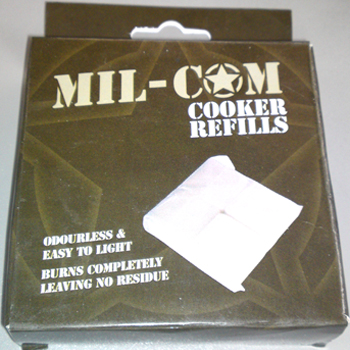 MIL-COM
COOKER
REFILLS
ODOURLESS &
EASY TO LIGHT
BURNS COMPLETELY
LEAVING NO RESIDUE